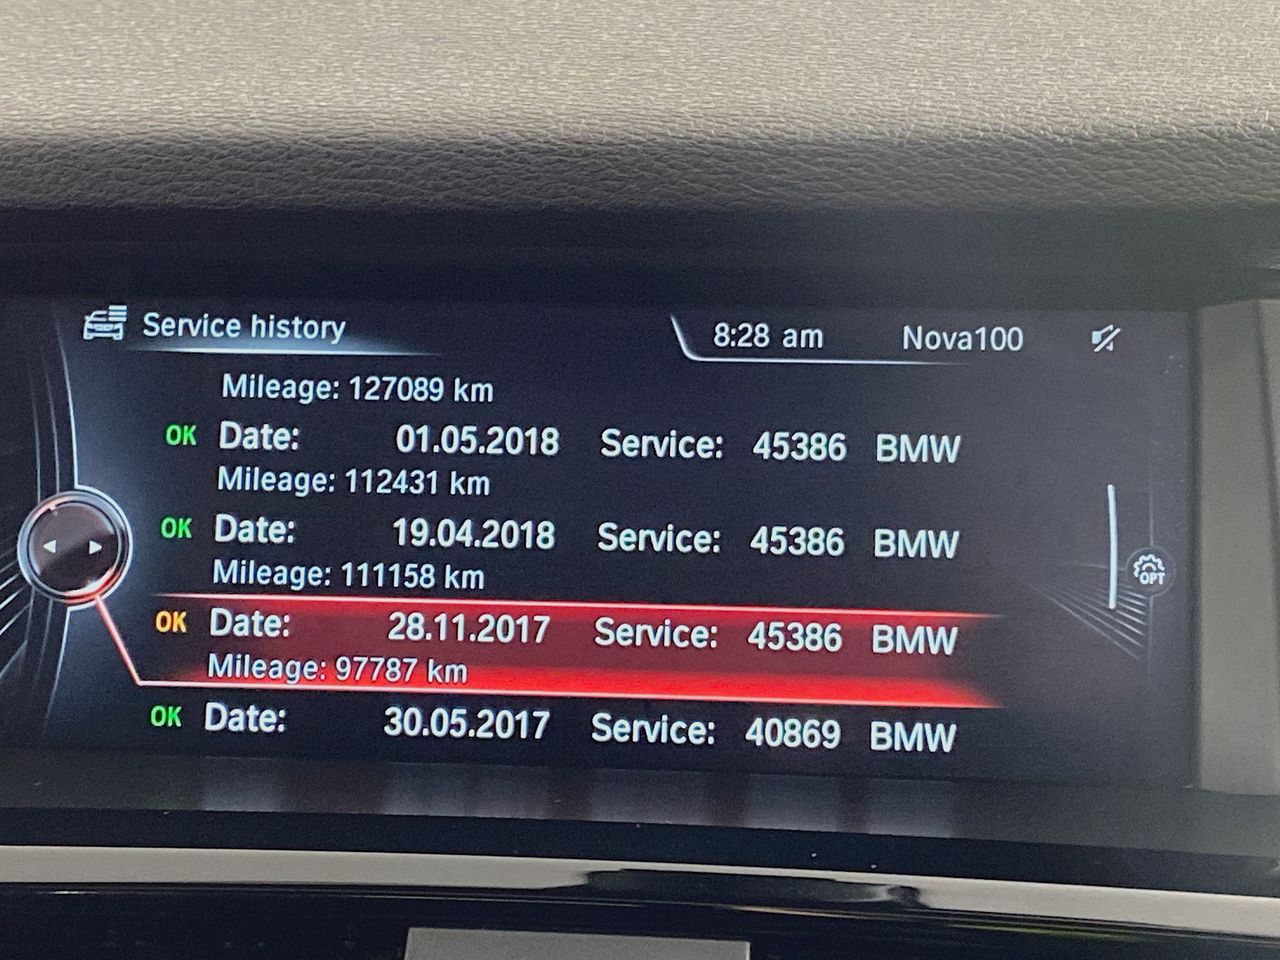 Service history
8:28 am Nova100
Mileage: 127089 km
OK Date: 01.05.2018 Service: 45386 BMW
Mileage: 112431 km
OK Date: 19.04.2018 Service: 45386 BMW
Mileage: 111158 km
OK Date: 28.11.2017 Service: 45386 BMW
Mileage: 97787 km
OK Date: 30.05.2017 Service: 40869 BMW
OPT